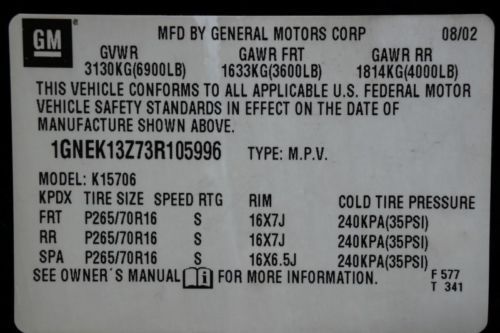 GM
MFD BY GENERAL MOTORS CORP 08/02
GVWR GAWR FRT GAWR RR
3130KG(6900LB) 1633KG(3600LB) 1814KG(4000LB)
THIS VEHICLE CONFORMS TO ALL APPLICABLE U.S. FEDERAL MOTOR
VEHICLE SAFETY STANDARDS IN EFFECT ON THE DATE OF
MANUFACTURE SHOWN ABOVE.
1GNEK13Z73R105996 TYPE: M.P.V.
MODEL: K15706
KPDX TIRE SIZE SPEED RTG RIM COLD TIRE PRESSURE
FRT P265/70R16 S 16X7J 240KPA(35PSI)
RR P265/70R16 S 16X7J 240KPA(35PSI)
SPA P265/70R16 S 16X6.5J 240KPA(35PSI)
SEE OWNER'S MANUAL i FOR MORE INFORMATION. F 577
T 341